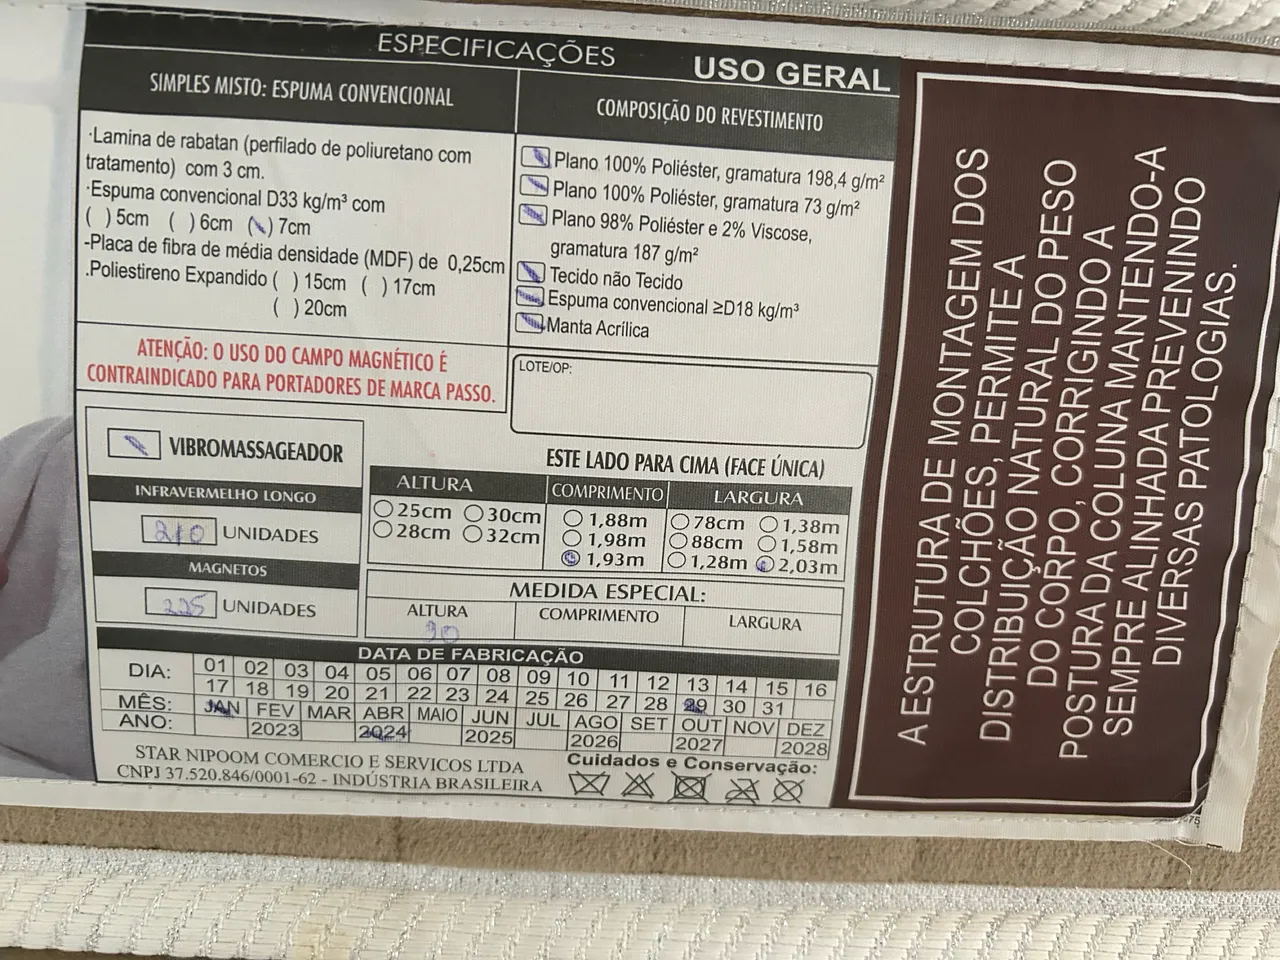 ESPECIFICAÇÕES
USO GERAL
SIMPLES MISTO: ESPUMA CONVENCIONAL
·Lamina de rabatan (perfilado de poliuretano com
tratamento) com 3 cm.
·Espuma convencional D33 kg/m³ com
( ) 5cm ( ) 6cm ( \ ) 7cm
-Placa de fibra de média densidade (MDF) de 0,25cm
.Poliestireno Expandido ( ) 15cm ( ) 17cm
( ) 20cm
COMPOSIÇÃO DO REVESTIMENTO
Plano 100% Poliéster, gramatura 198,4 g/m²
Plano 100% Poliéster, gramatura 73 g/m²
Plano 98% Poliéster e 2% Viscose,
gramatura 187 g/m²
Tecido não Tecido
Espuma convencional ≥D18 kg/m³
Manta Acrílica
ATENÇÃO: O USO DO CAMPO MAGNÉTICO É
CONTRAINDICADO PARA PORTADORES DE MARCA PASSO.
LOTE/OP:
VIBROMASSAGEADOR
INFRAVERMELHO LONGO
210 UNIDADES
MAGNETOS
225 UNIDADES
ESTE LADO PARA CIMA (FACE ÚNICA)
ALTURA COMPRIMENTO LARGURA
25cm 30cm 1,88m 78cm 1,38m
28cm 32cm 1,98m 88cm 1,58m
1,93m 1,28m 2,03m
MEDIDA ESPECIAL:
ALTURA COMPRIMENTO LARGURA
30
DATA DE FABRICAÇÃO
DIA: 01 02 03 04 05 06 07 08 09 10 11 12 13 14 15 16
17 18 19 20 21 22 23 24 25 26 27 28 29 30 31
MÊS: JAN FEV MAR ABR MAIO JUN JUL AGO SET OUT NOV DEZ
ANO: 2023 2024 2025 2026 2027 2028
STAR NIPOOM COMERCIO E SERVICOS LTDA
CNPJ 37.520.846/0001-62 - INDÚSTRIA BRASILEIRA
Cuidados e Conservação:
A ESTRUTURA DE MONTAGEM DOS
COLCHÕES, PERMITE A
DISTRIBUIÇÃO NATURAL DO PESO
DO CORPO, CORRIGINDO A
POSTURA DA COLUNA MANTENDO-A
SEMPRE ALINHADA PREVENINDO
DIVERSAS PATOLOGIAS.